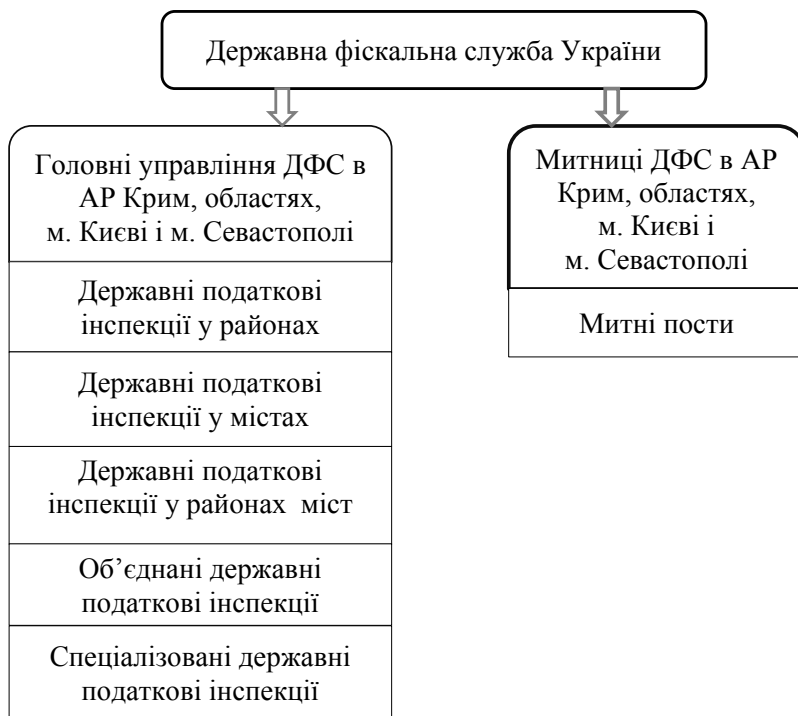 Державна фіскальна служба України
Головні управління ДФС в
АР Крим, областях,
м. Києві і м. Севастополі
Державні податкові
інспекції у районах
Державні податкові
інспекції у містах
Державні податкові
інспекції у районах міст
Об’єднані державні
податкові інспекції
Спеціалізовані державні
податкові інспекції
Митниці ДФС в АР
Крим, областях,
м. Києві і
м. Севастополі
Митні пости